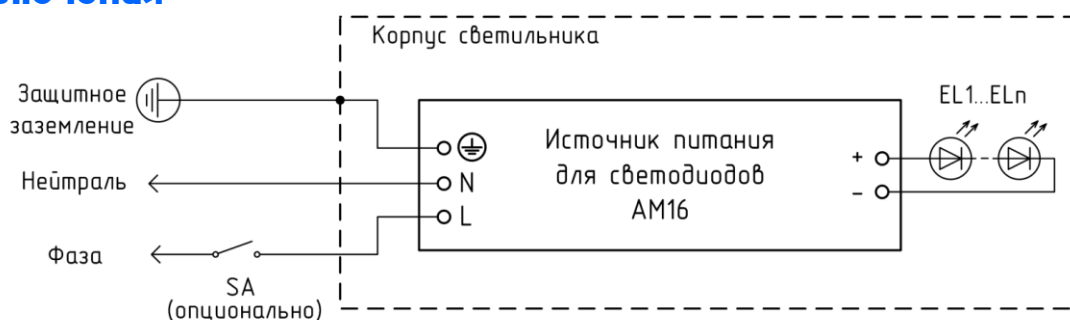 Корпус светильника
Защитное
заземление
EL1...ELn
Источник питания
для светодиодов
AM16
+
−
N
L
Нейтраль
Фаза
SA
(опционально)